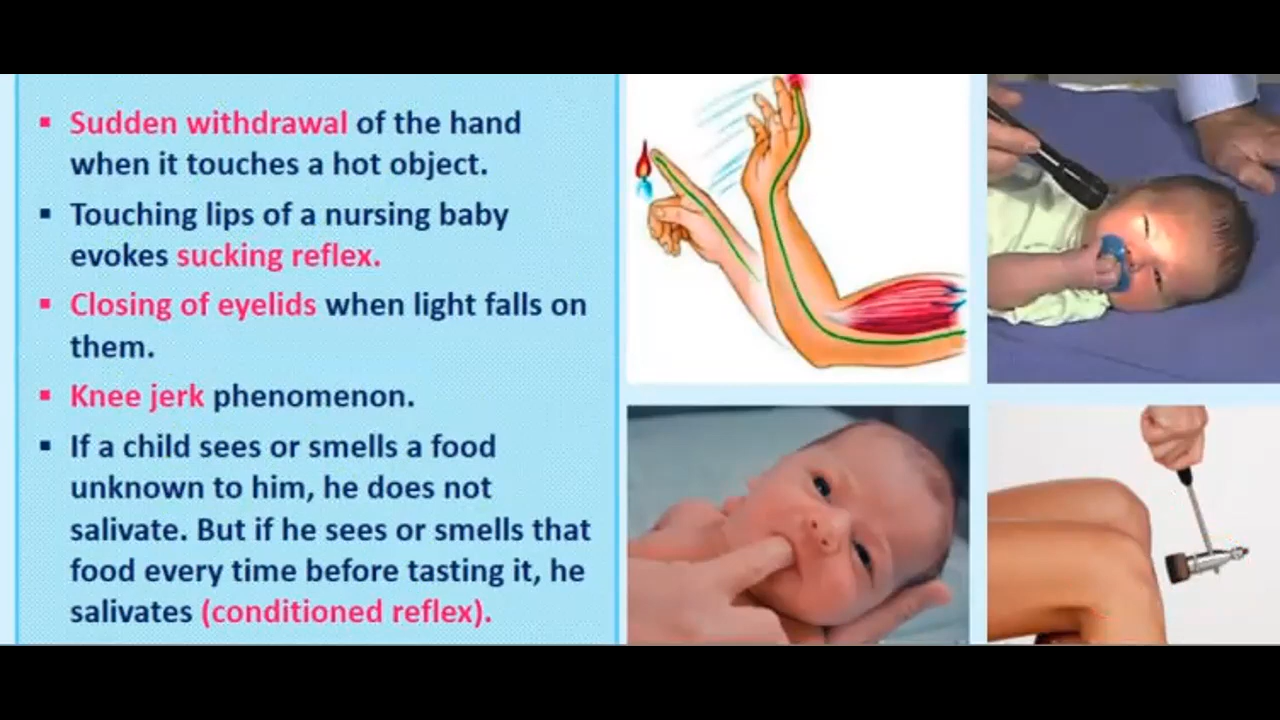 ▪ Sudden withdrawal of the hand
when it touches a hot object.
▪ Touching lips of a nursing baby
evokes sucking reflex.
▪ Closing of eyelids when light falls on
them.
▪ Knee jerk phenomenon.
▪ If a child sees or smells a food
unknown to him, he does not
salivate. But if he sees or smells that
food every time before tasting it, he
salivates (conditioned reflex).